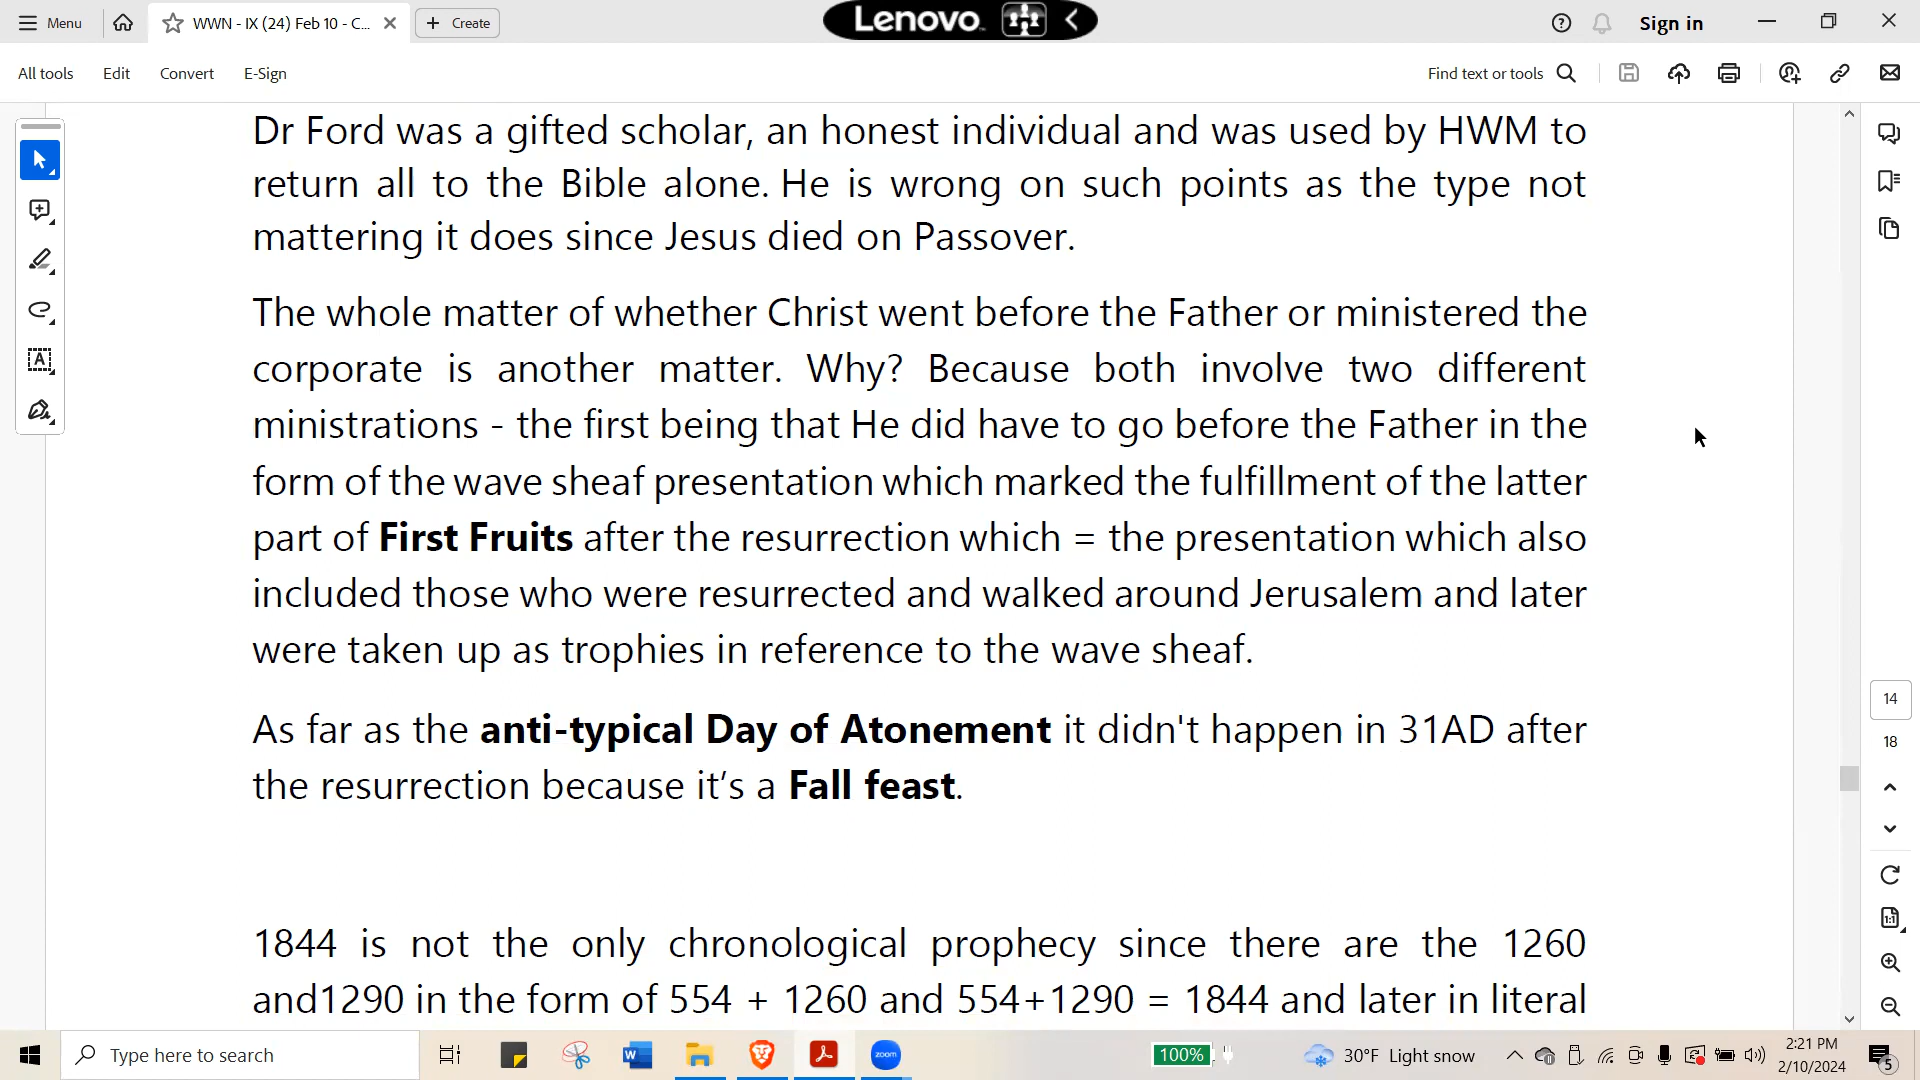 Menu
WWN - IX (24) Feb 10 - C...
Create
Lenovo
Sign in
All tools
Edit
Convert
E-Sign
Find text or tools
Dr Ford was a gifted scholar, an honest individual and was used by HWM to
return all to the Bible alone. He is wrong on such points as the type not
mattering it does since Jesus died on Passover.
The whole matter of whether Christ went before the Father or ministered the
corporate is another matter. Why? Because both involve two different
ministrations - the first being that He did have to go before the Father in the
form of the wave sheaf presentation which marked the fulfillment of the latter
part of First Fruits after the resurrection which = the presentation which also
included those who were resurrected and walked around Jerusalem and later
were taken up as trophies in reference to the wave sheaf.
As far as the anti-typical Day of Atonement it didn't happen in 31AD after
the resurrection because it’s a Fall feast.
1844 is not the only chronological prophecy since there are the 1260
and1290 in the form of 554 + 1260 and 554+1290 = 1844 and later in literal
14
18
Type here to search
zoom
100%
30°F Light snow
2:21 PM
2/10/2024
5